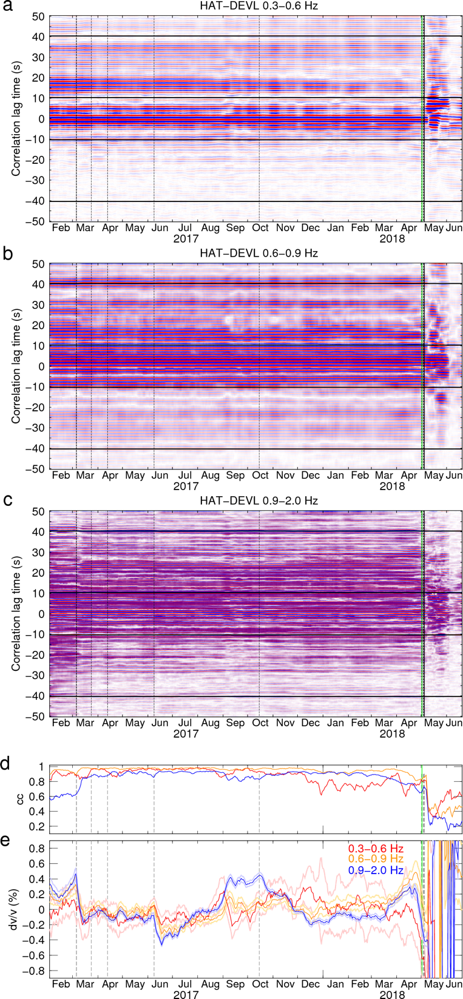 a
HAT−DEVL 0.3−0.6 Hz
Correlation lag time (s)
50
40
30
20
10
0
−10
−20
−30
−40
−50
Feb Mar Apr May Jun Jul Aug Sep Oct Nov Dec Jan Feb Mar Apr May Jun
2017 2018
b
HAT−DEVL 0.6−0.9 Hz
Correlation lag time (s)
50
40
30
20
10
0
−10
−20
−30
−40
−50
Feb Mar Apr May Jun Jul Aug Sep Oct Nov Dec Jan Feb Mar Apr May Jun
2017 2018
c
HAT−DEVL 0.9−2.0 Hz
Correlation lag time (s)
50
40
30
20
10
0
−10
−20
−30
−40
−50
Feb Mar Apr May Jun Jul Aug Sep Oct Nov Dec Jan Feb Mar Apr May Jun
2017 2018
d
cc
1
0.8
0.6
0.4
0.2
e
dv/v (%)
0.8
0.6
0.4
0.2
0
−0.2
−0.4
−0.6
−0.8
0.3−0.6 Hz
0.6−0.9 Hz
0.9−2.0 Hz
Feb Mar Apr May Jun Jul Aug Sep Oct Nov Dec Jan Feb Mar Apr May Jun
2017 2018